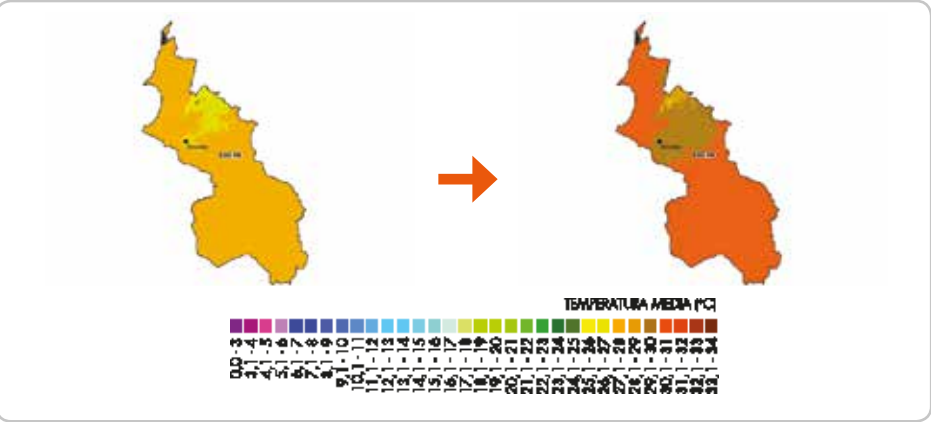 TEMPERATURA MEDIA (°C)
0,0 - 3
3,1 - 4
4,1 - 5
5,1 - 6
6,1 - 7
7,1 - 8
8,1 - 9
9,1 - 10
10,1 - 11
11,1 - 12
12,1 - 13
13,1 - 14
14,1 - 15
15,1 - 16
16,1 - 17
17,1 - 18
18,1 - 19
19,1 - 20
20,1 - 21
21,1 - 22
22,1 - 23
23,1 - 24
24,1 - 25
25,1 - 26
26,1 - 27
27,1 - 28
28,1 - 29
29,1 - 30
30,1 - 31
31,1 - 32
32,1 - 33
33,1 - 34